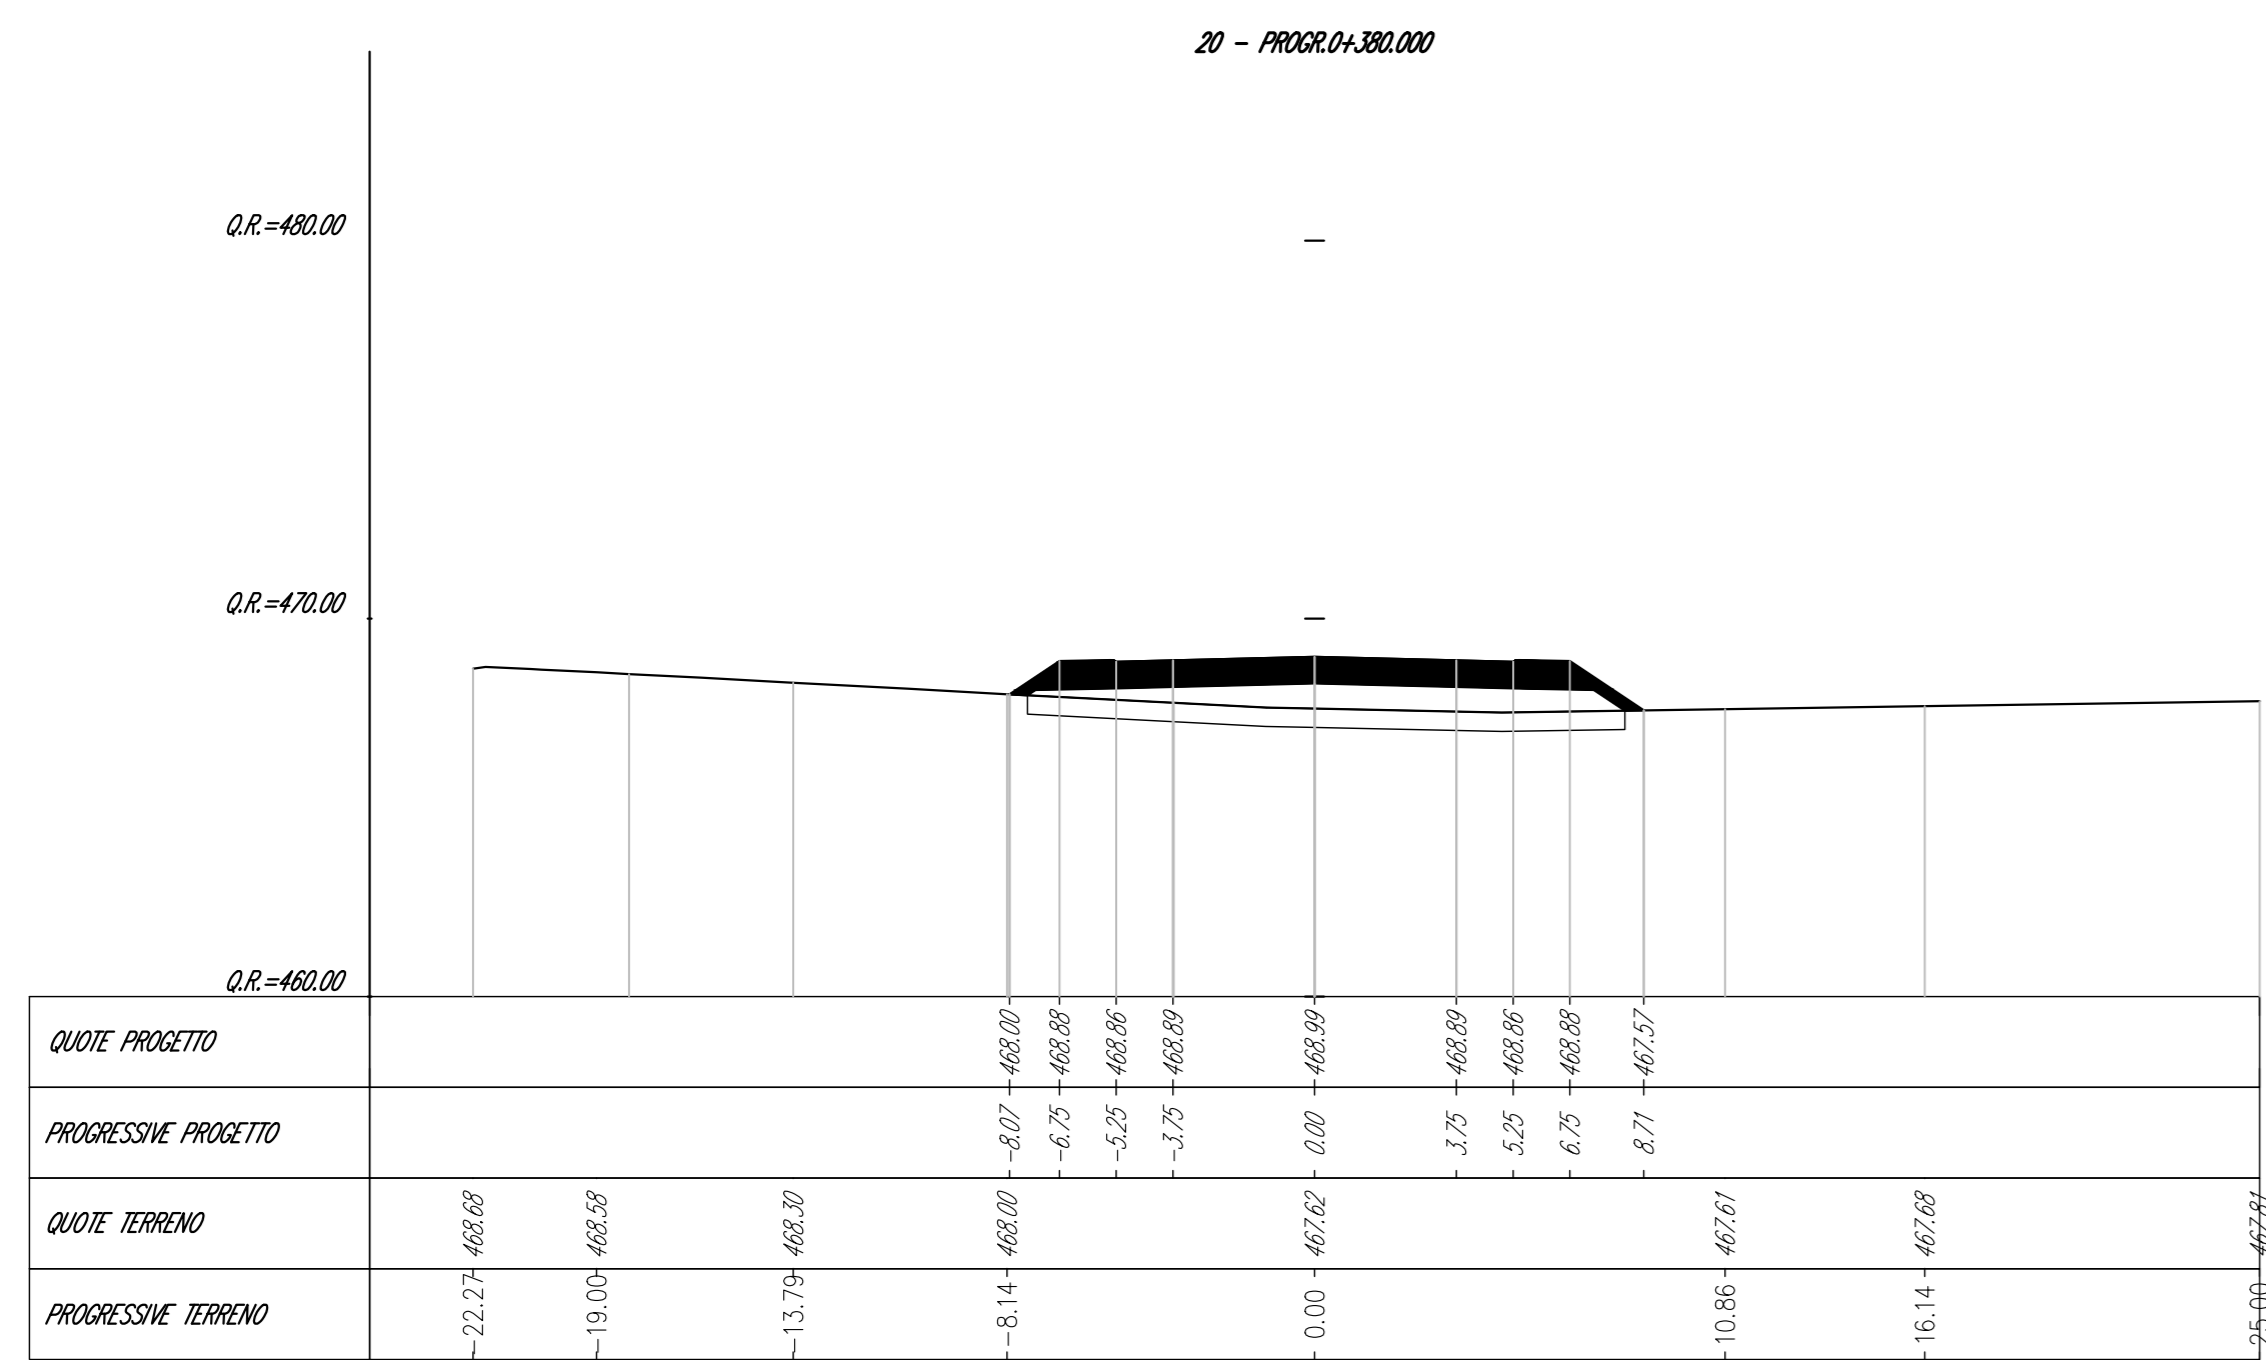 20 - PROGR.0+380.000
Q.R.=480.00
Q.R.=470.00
Q.R.=460.00
QUOTE PROGETTO 468.00 468.88 468.86 468.89 468.99 468.89 468.86 468.88 467.57
PROGRESSIVE PROGETTO -8.07 -6.75 -5.25 -3.75 0.00 3.75 5.25 6.75 8.71
QUOTE TERRENO 468.68 468.58 468.30 468.00 467.62 467.61 467.68 467.81
PROGRESSIVE TERRENO -22.27 -19.00 -13.79 -8.14 0.00 10.86 16.14 25.00